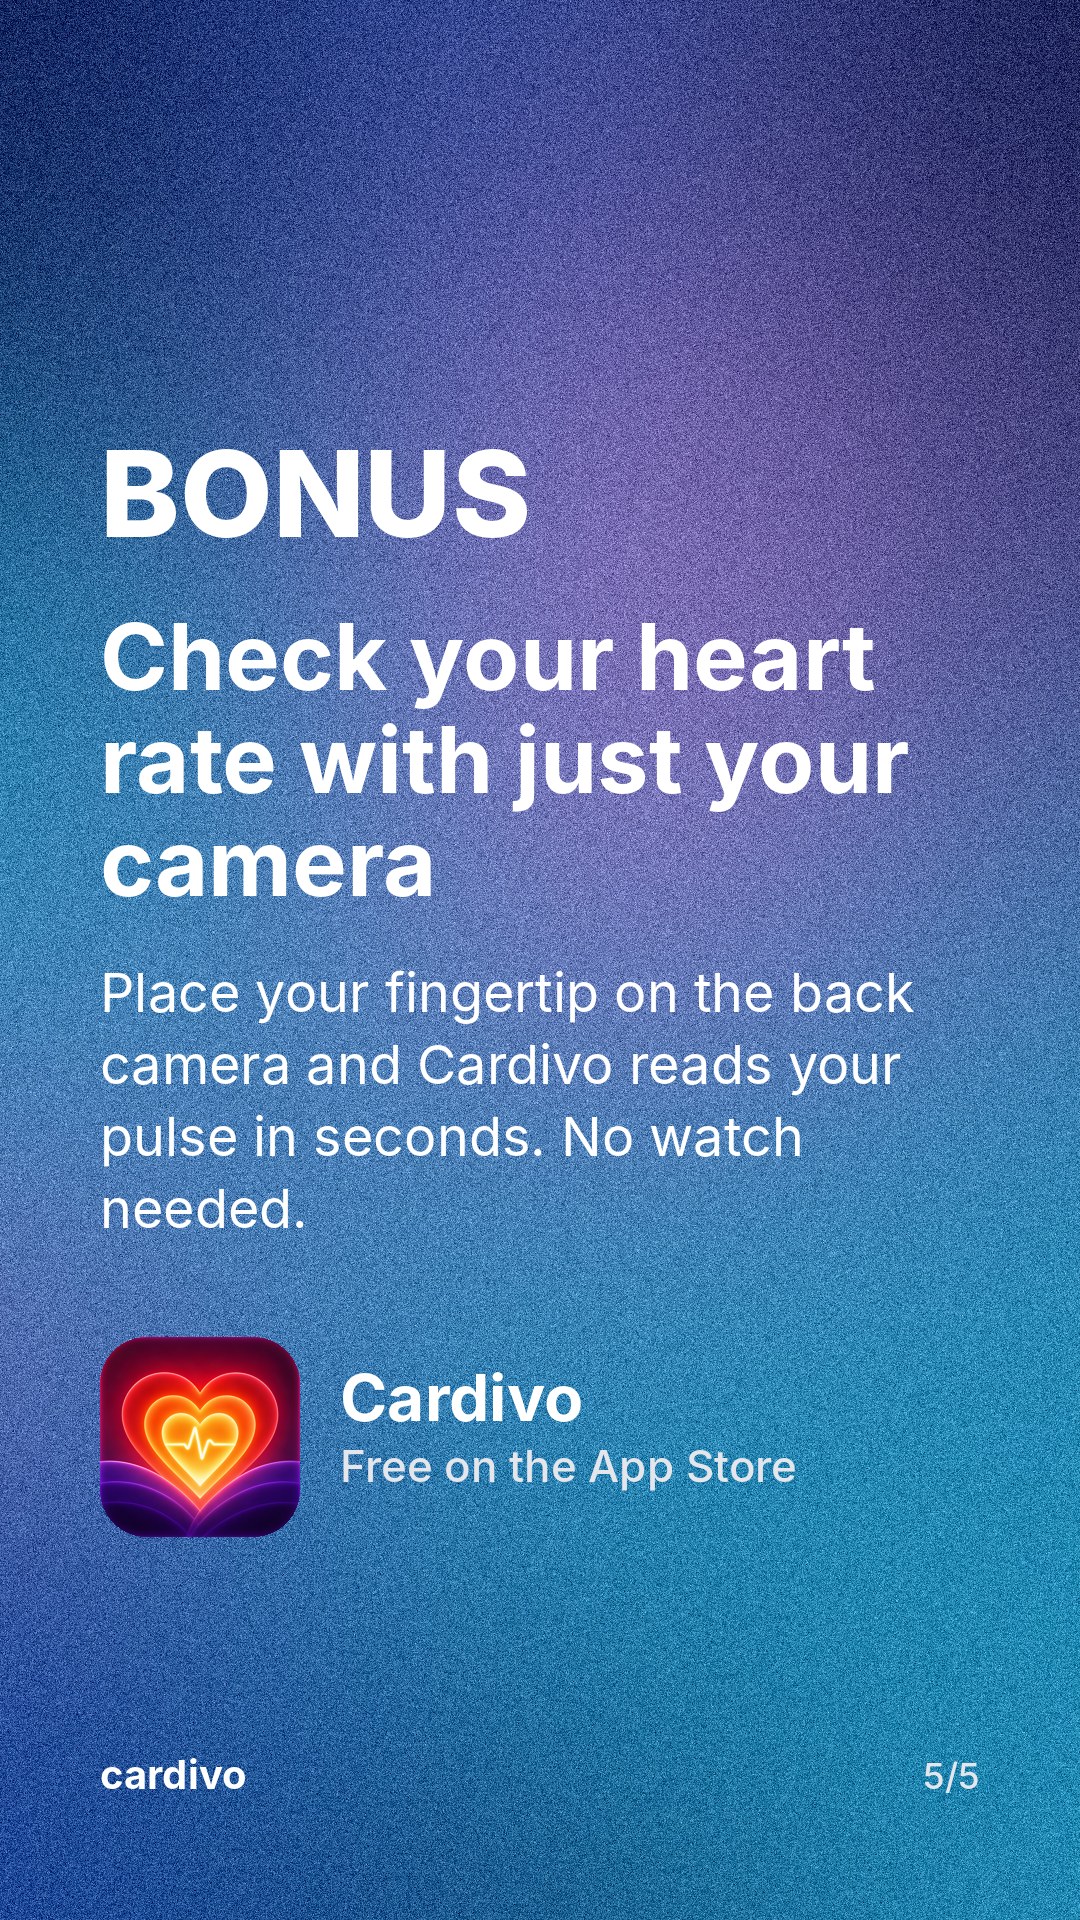 BONUS
Check your heart
rate with just your
camera
Place your fingertip on the back
camera and Cardivo reads your
pulse in seconds. No watch
needed.
Cardivo
Free on the App Store
cardivo
5/5